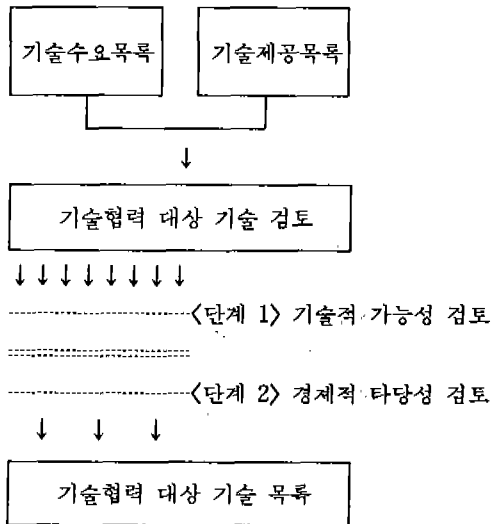 기술수요목록 기술제공목록
↓
기술협력 대상 기술 검토
↓ ↓ ↓ ↓ ↓ ↓ ↓ ↓
<단계 1> 기술적 가능성 검토
<단계 2> 경제적 타당성 검토
↓ ↓ ↓
기술협력 대상 기술 목록